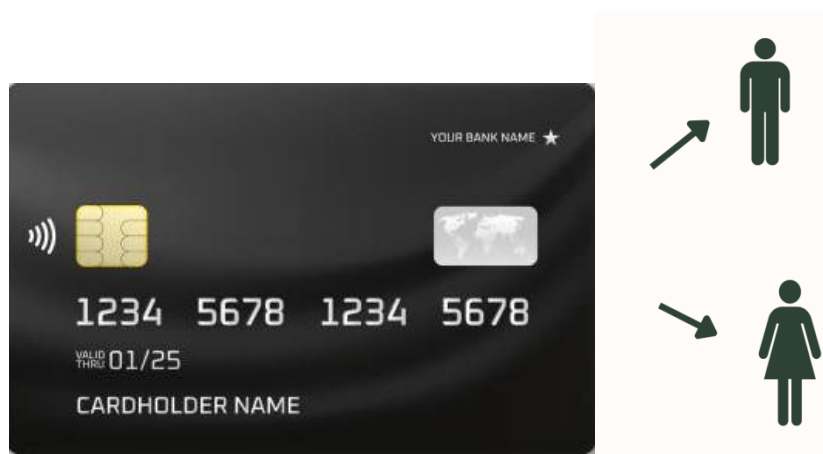 YOUR BANK NAME
1234 5678 1234 5678
VALID
THRU 01/25
CARDHOLDER NAME